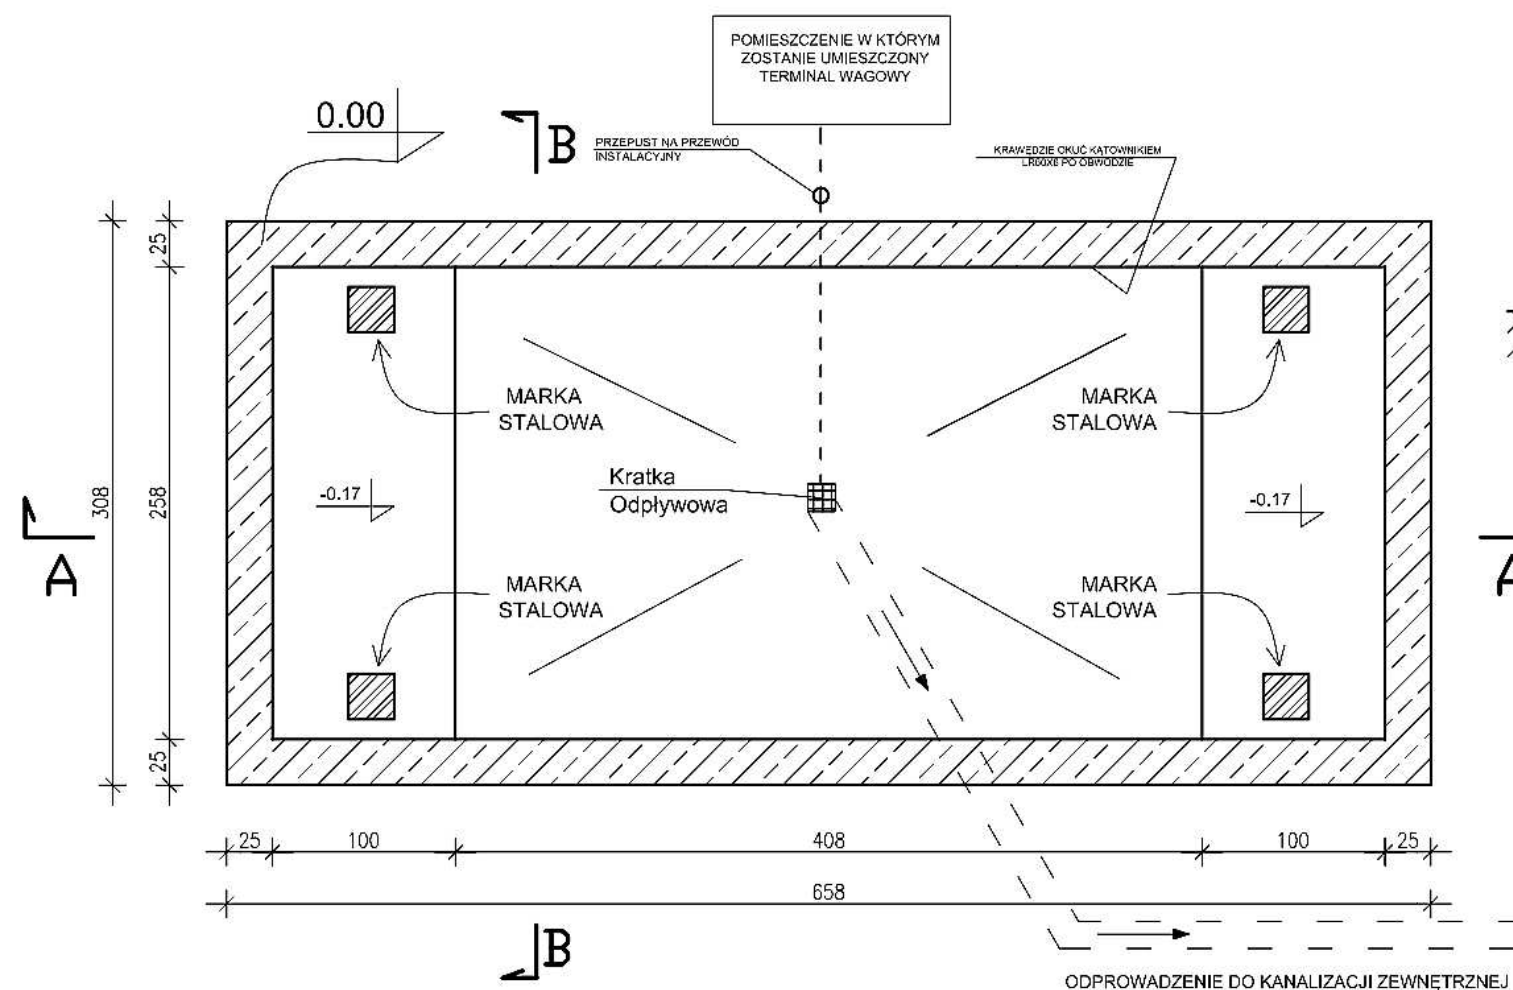 POMIESZCZENIE W KTÓRYM
ZOSTANIE UMIESZCZONY
TERMINAL WAGOWY
0.00
B
PRZEPUST NA PRZEWÓD
INSTALACYJNY
KRAWĘDZIE OKUĆ KĄTOWNIKIEM
PO OBWODZIE
25
MARKA
STALOWA
MARKA
STALOWA
Kratka
Odpływowa
-0.17
-0.17
308
258
A
A
MARKA
STALOWA
MARKA
STALOWA
25
25
100
408
100
25
658
B
ODPROWADZENIE DO KANALIZACJI ZEWNĘTRZNEJ